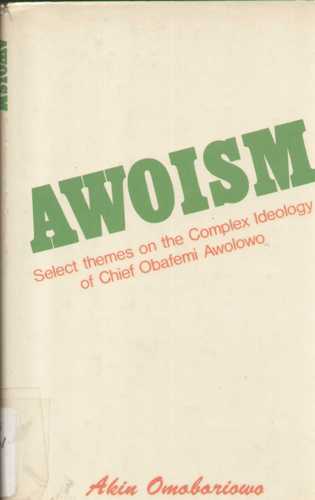 AWOISM
AWOISM
Select themes on the Complex Ideology
of Chief Obafemi Awolowo
Akin Omoboriowo